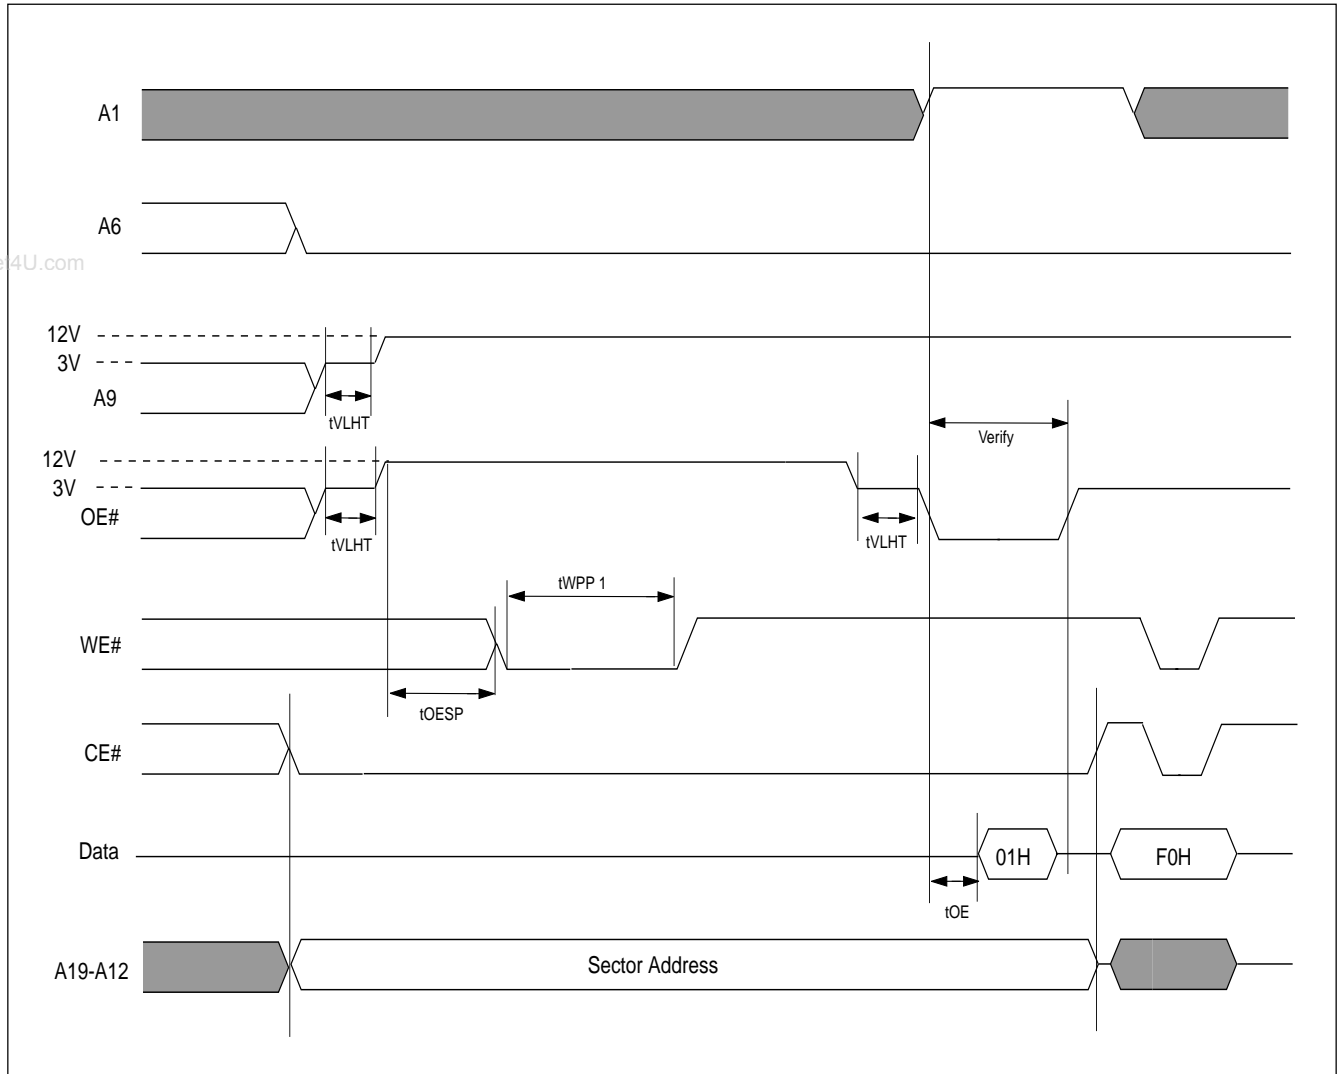 A1
A6
et4U.com
12V
3V
A9
tVLHT
Verify
12V
3V
OE#
tVLHT
tVLHT
tWPP 1
WE#
tOESP
CE#
Data
01H
F0H
tOE
A19-A12
Sector Address